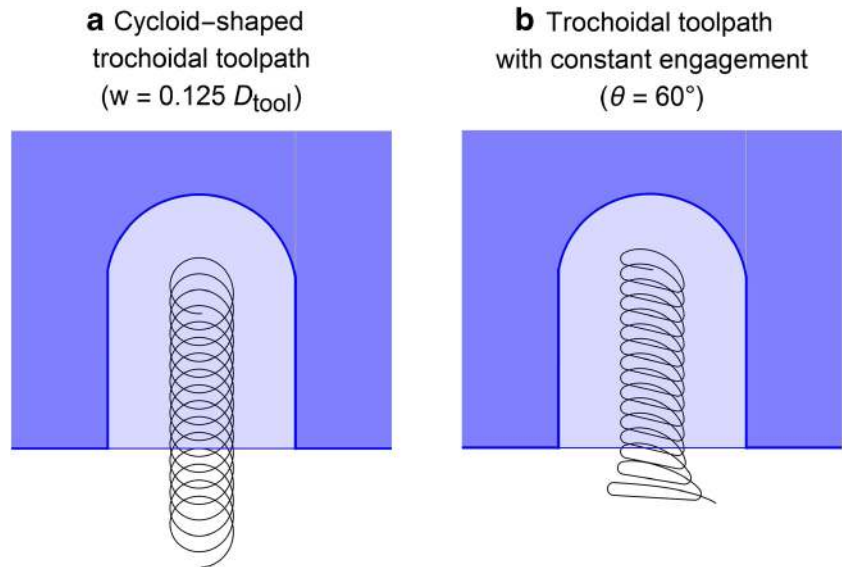 a Cycloid–shaped
trochoidal toolpath
(w = 0.125 Dtool)
b Trochoidal toolpath
with constant engagement
(θ = 60°)